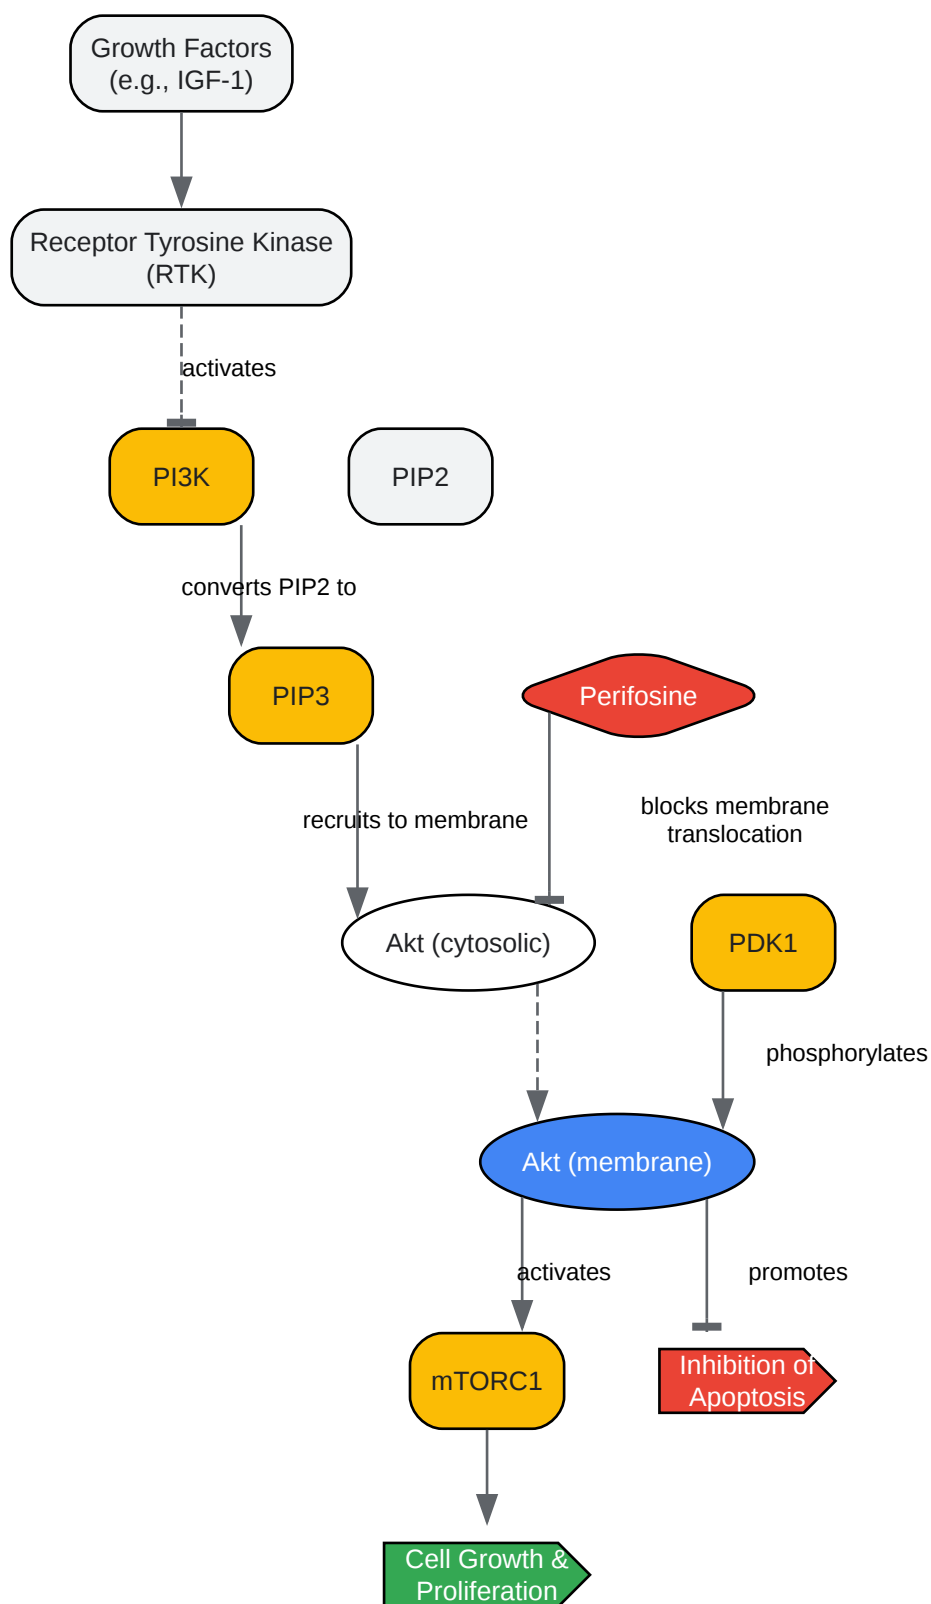 Growth Factors
(e.g., IGF-1)
Receptor Tyrosine Kinase
(RTK)
activates
PI3K
PIP2
converts PIP2 to
PIP3
Perifosine
recruits to membrane
blocks membrane
translocation
Akt (cytosolic)
PDK1
phosphorylates
Akt (membrane)
activates
promotes
mTORC1
Inhibition of
Apoptosis
Cell Growth &
Proliferation